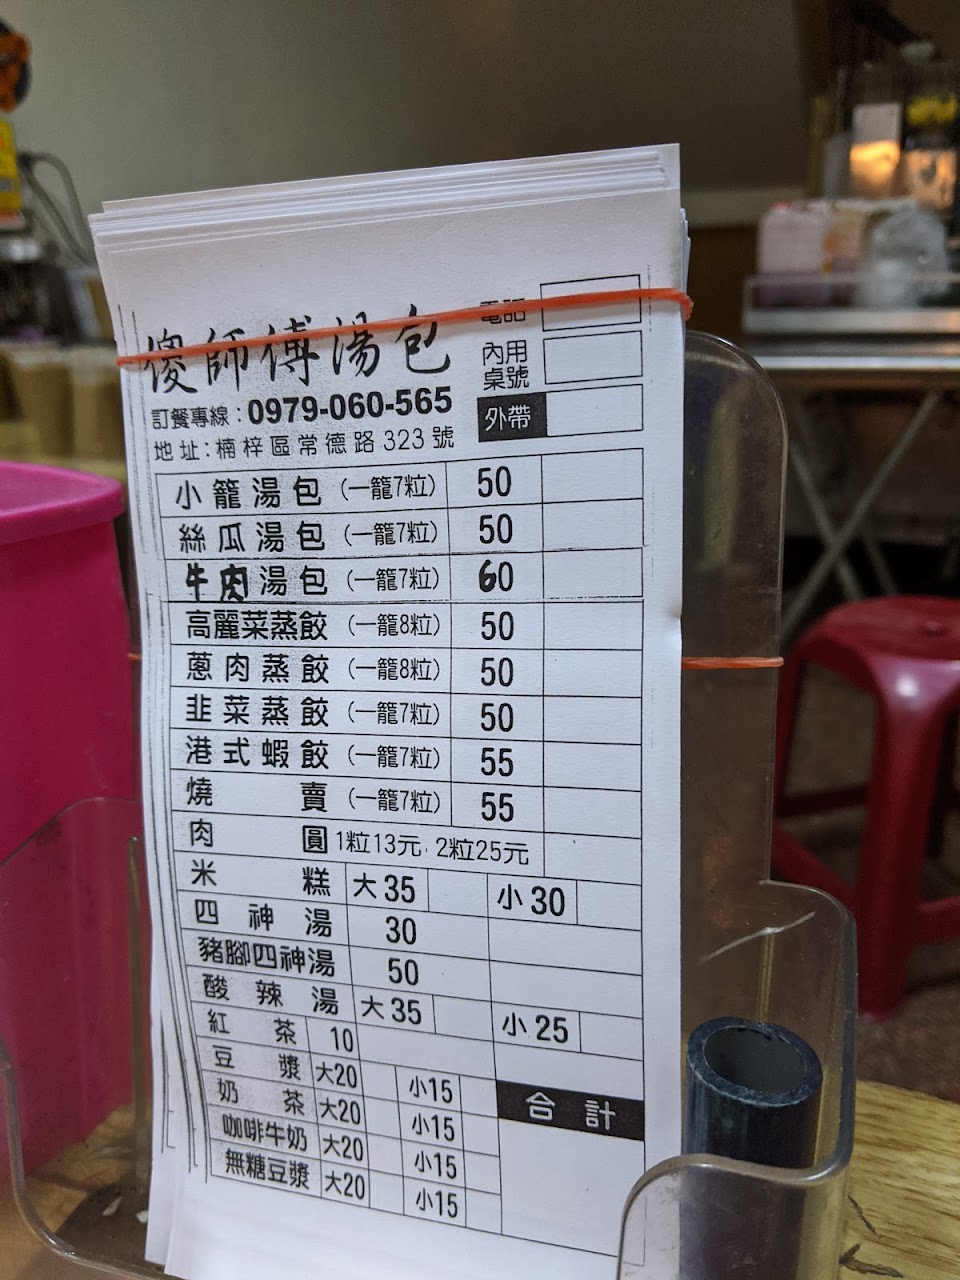 電話
傻師傅湯包
內用桌號
訂餐專線：0979-060-565
外帶
地址：楠梓區常德路323號
小籠湯包 (一籠7粒) 50
絲瓜湯包 (一籠7粒) 50
牛肉湯包 (一籠7粒) 60
高麗菜蒸餃 (一籠8粒) 50
蔥肉蒸餃 (一籠8粒) 50
韭菜蒸餃 (一籠7粒) 50
港式蝦餃 (一籠7粒) 55
燒賣 (一籠7粒) 55
肉圓 1粒13元, 2粒25元
米糕 大35 小30
四神湯 30
豬腳四神湯 50
酸辣湯 大35 小25
紅茶 10
豆漿 大20 小15
合計
奶茶 大20 小15
咖啡牛奶 大20 小15
無糖豆漿 大20 小15